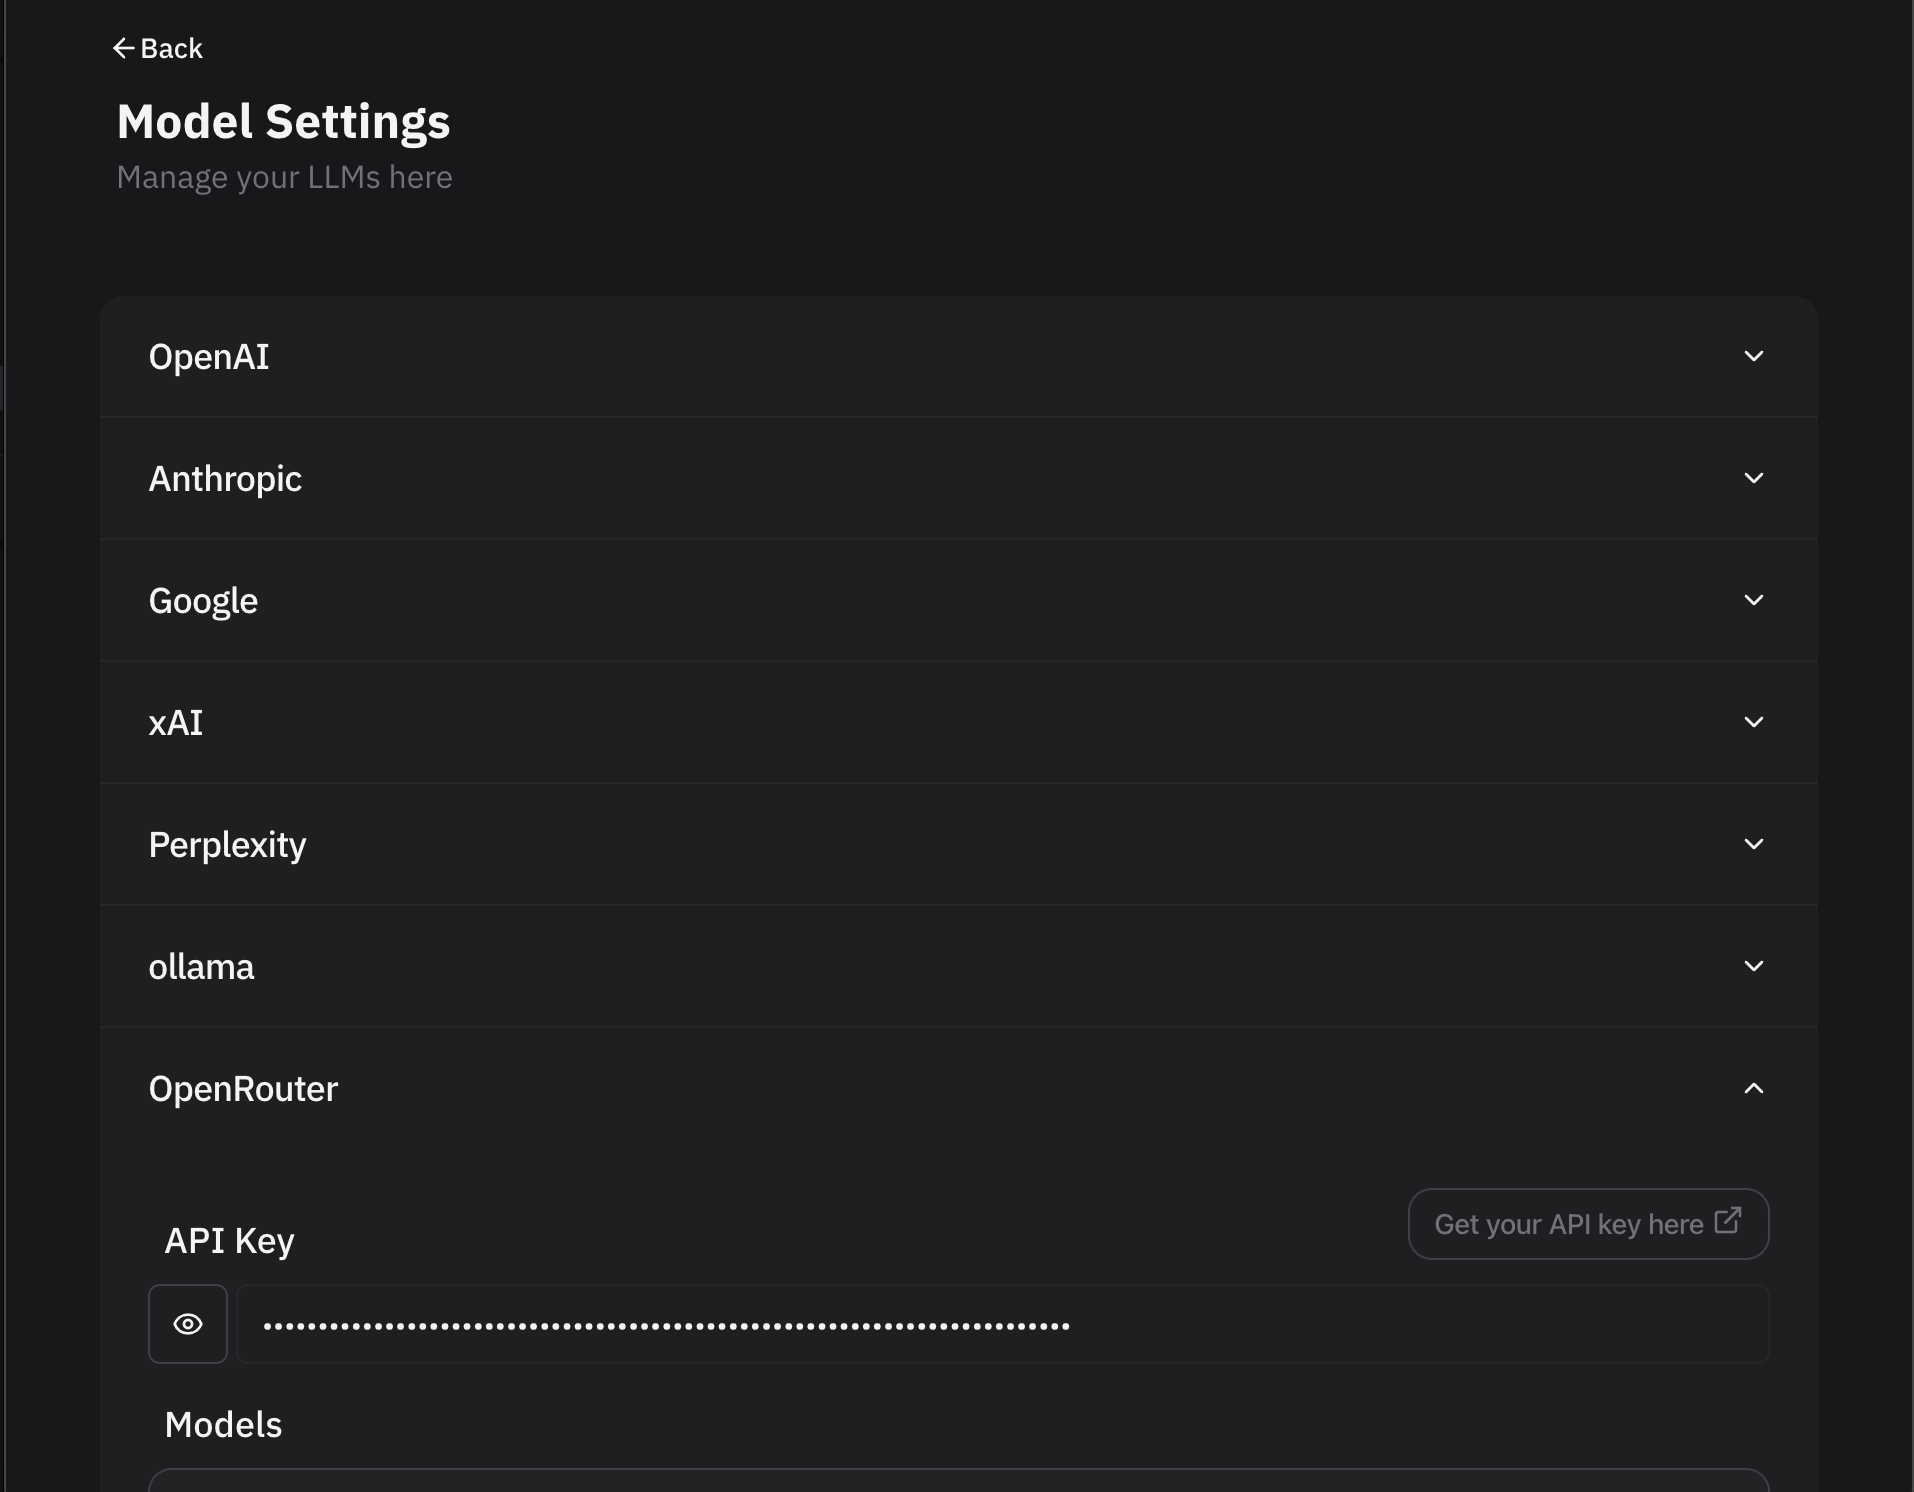 Back
Model Settings
Manage your LLMs here
OpenAI
Anthropic
Google
xAI
Perplexity
ollama
OpenRouter
Get your API key here
API Key
Models